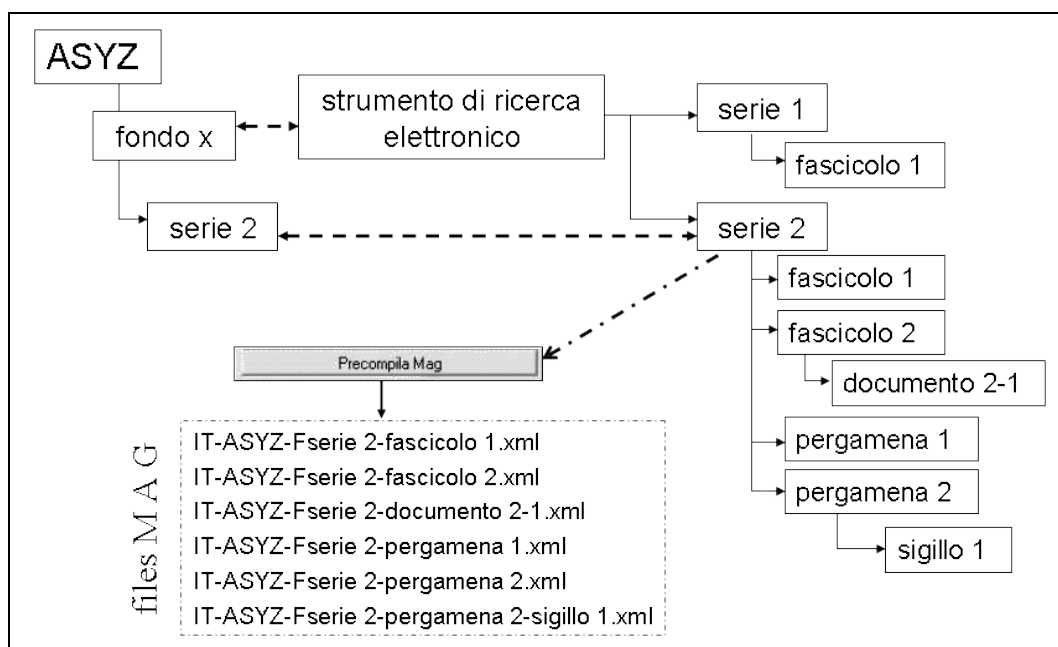 ASYZ
fondo x
serie 2
strumento di ricerca
elettronico
serie 1
fascicolo 1
serie 2
fascicolo 1
fascicolo 2
documento 2-1
pergamena 1
pergamena 2
sigillo 1
Precompila Mag
files M A G
IT-ASYZ-Fserie 2-fascicolo 1.xml
IT-ASYZ-Fserie 2-fascicolo 2.xml
IT-ASYZ-Fserie 2-documento 2-1.xml
IT-ASYZ-Fserie 2-pergamena 1.xml
IT-ASYZ-Fserie 2-pergamena 2.xml
IT-ASYZ-Fserie 2-pergamena 2-sigillo 1.xml